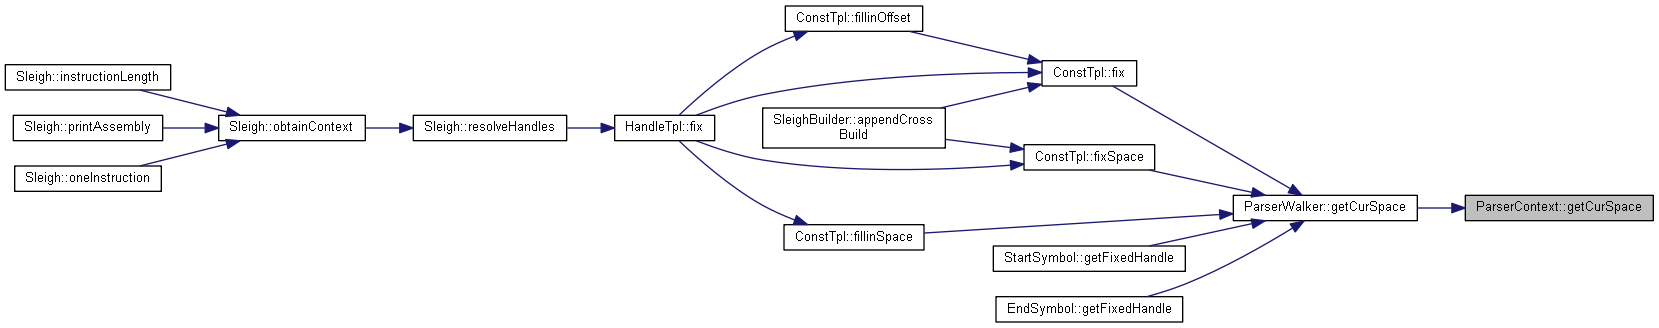 ConstTpl::fillinOffset
Sleigh::instructionLength
ConstTpl::fix
Sleigh::printAssembly
Sleigh::obtainContext
Sleigh::resolveHandles
HandleTpl::fix
SleighBuilder::appendCross
Build
ConstTpl::fixSpace
Sleigh::oneInstruction
ParserWalker::getCurSpace
ParserContext::getCurSpace
ConstTpl::fillinSpace
StartSymbol::getFixedHandle
EndSymbol::getFixedHandle